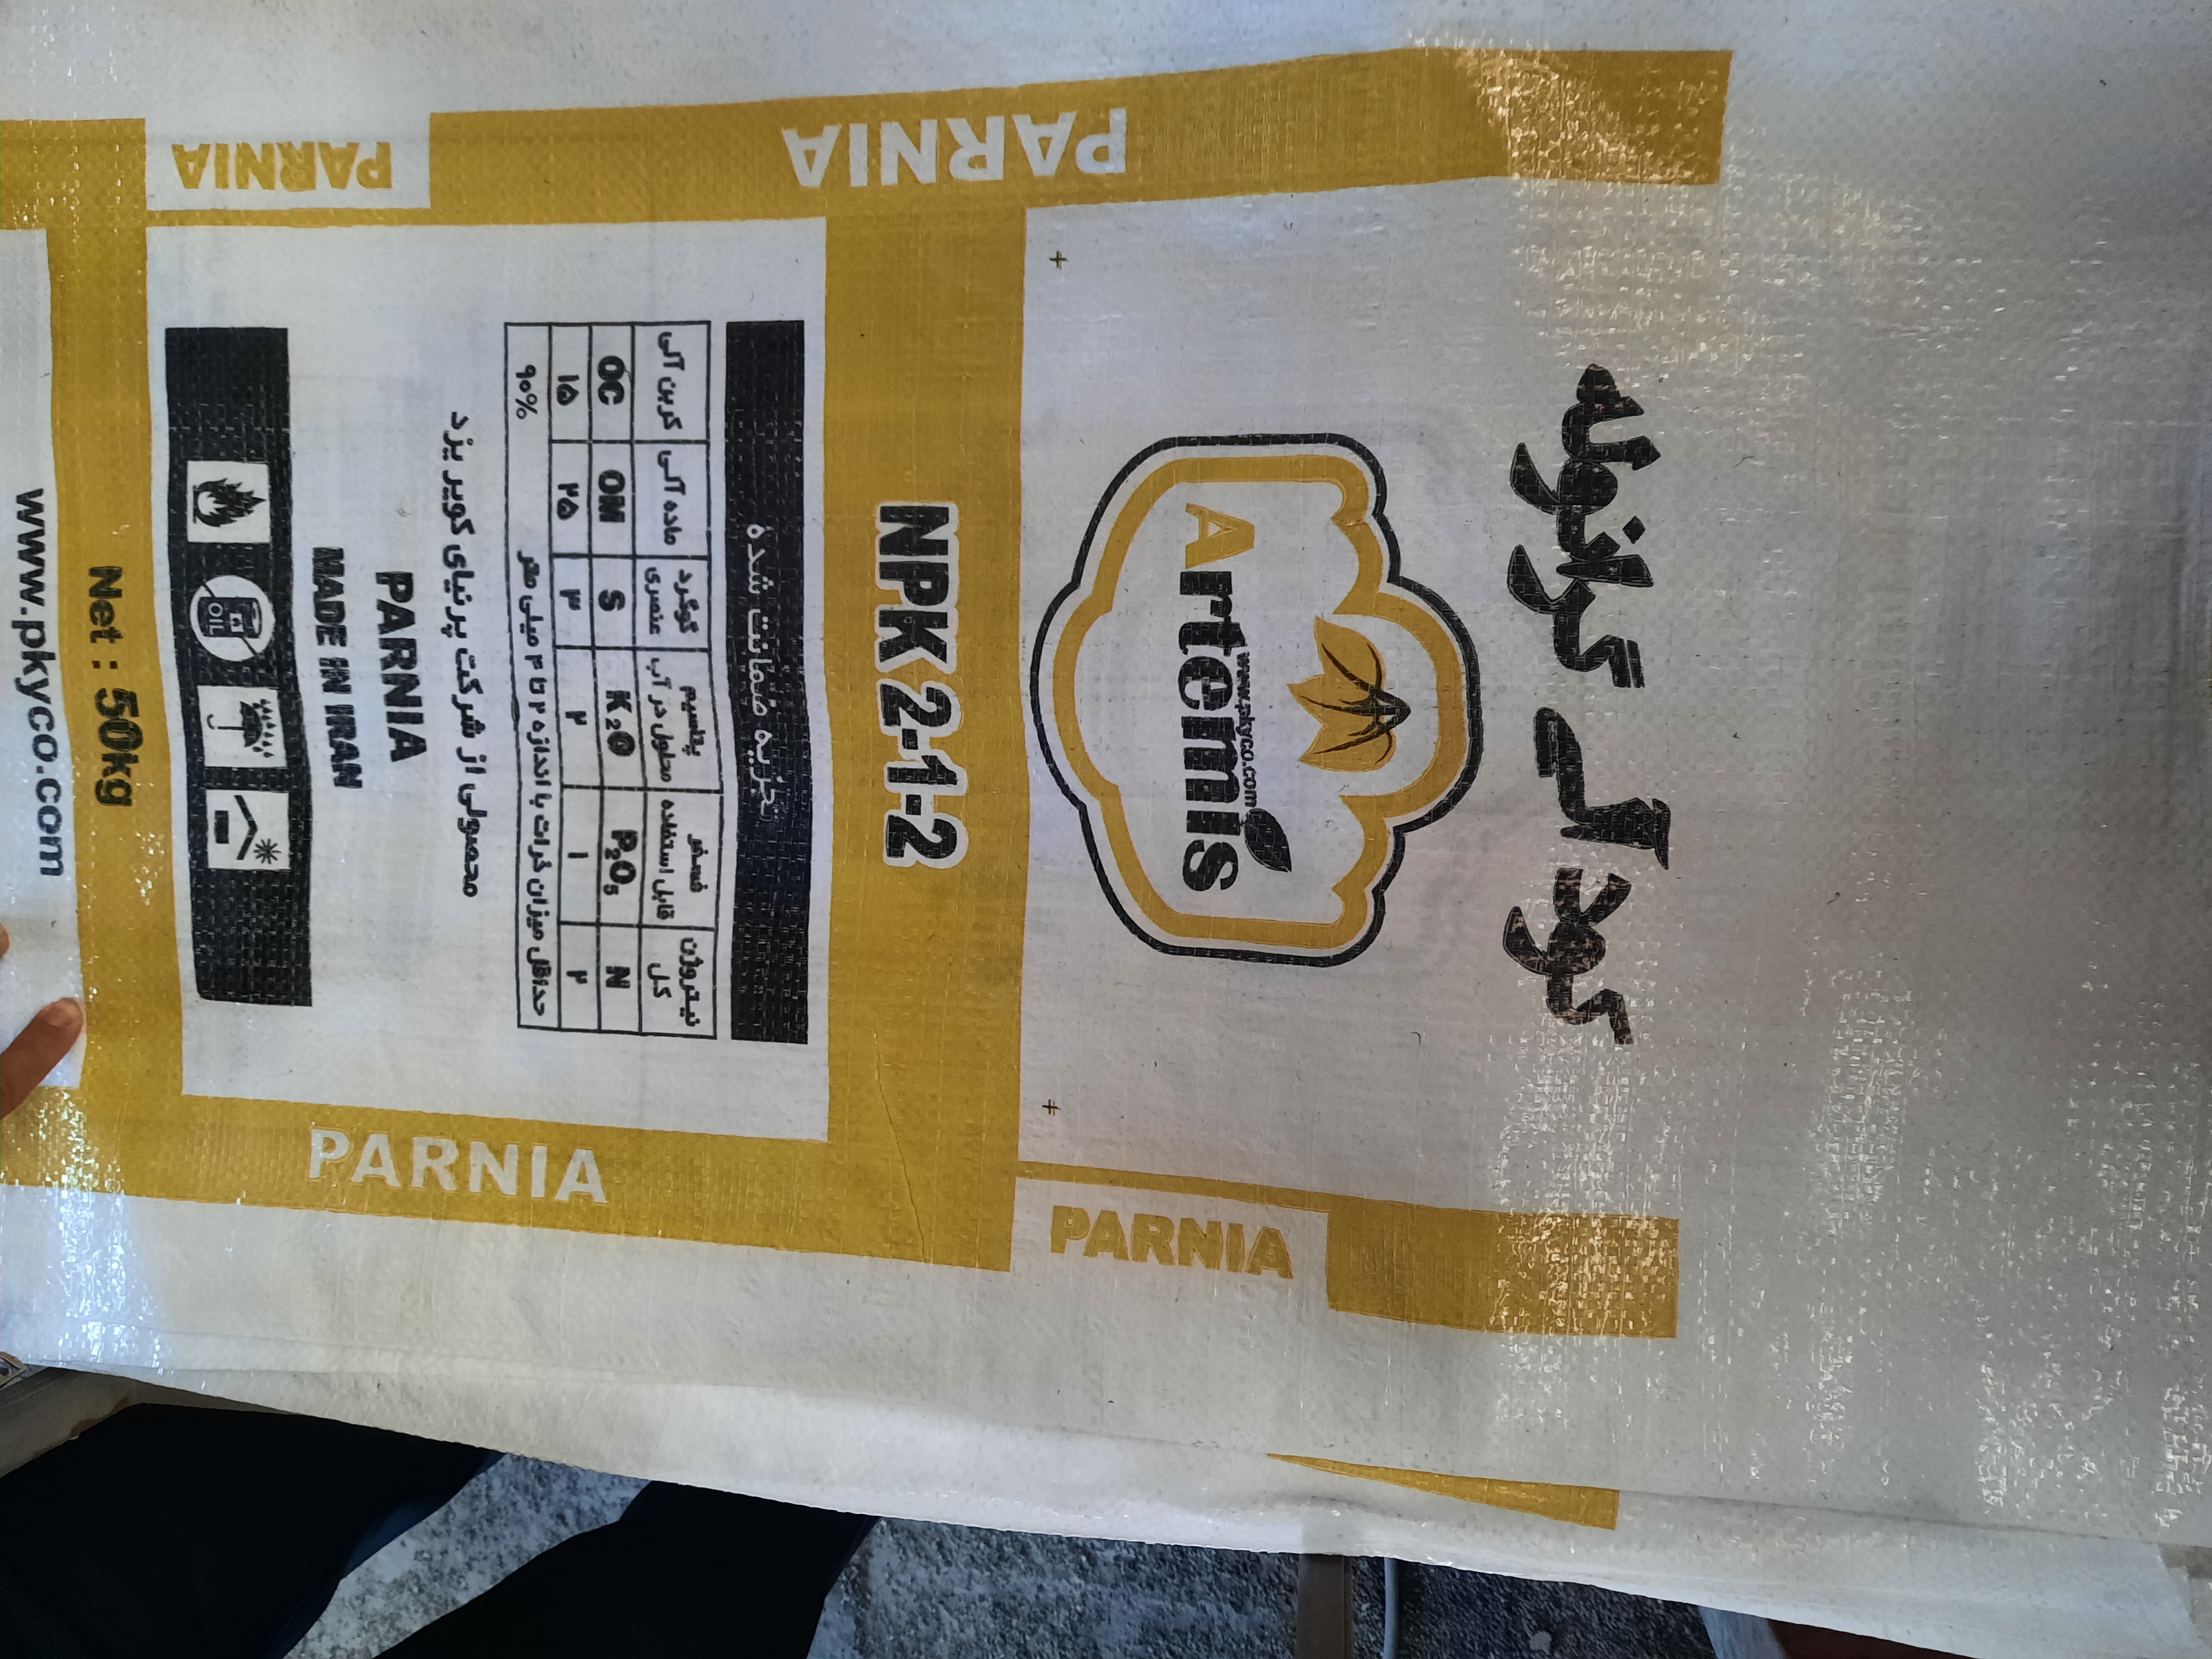 کود آلی گرانوله
Artemis
www.pkyco.com
PARNIA
PARNIA
NPK 2-1-2
تجزیه ضمانت شده
نیتروژن کل
فسفر قابل استفاده
پتاسیم محلول در آب
گوگرد عنصری
ماده آلی
کربن آلی
N P₂O₅ K₂O S OM OC
۲ ۱ ۲ ۳ ۲۵ ۱۵
حداقل میزان گرانول با اندازه ۲ تا ۴ میلی متر ۹۰%
محصولی از شرکت پرنیای کویر یزد
PARNIA
MADE IN IRAN
OIL
PARNIA
PARNIA
Net : 50kg
www.pkyco.com